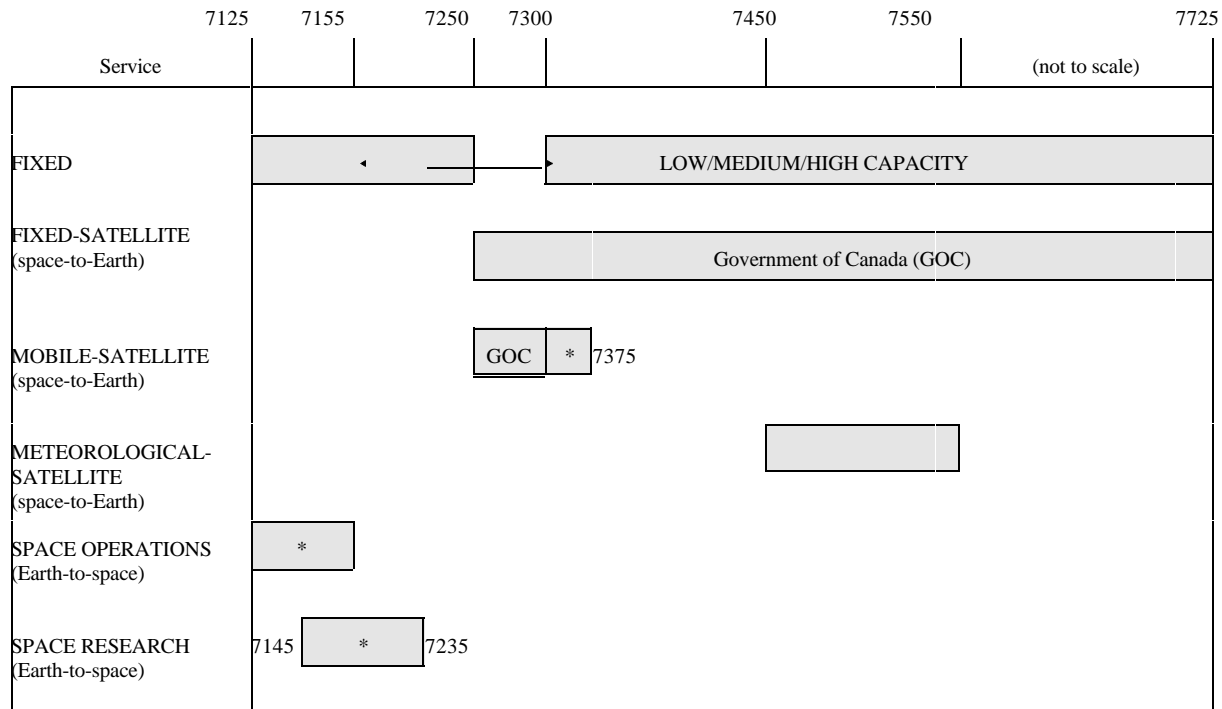 7125 7155 7250 7300 7450 7550 7725
Service (not to scale)
FIXED LOW/MEDIUM/HIGH CAPACITY
FIXED-SATELLITE
(space-to-Earth) Government of Canada (GOC)
MOBILE-SATELLITE GOC * 7375
(space-to-Earth)
METEOROLOGICAL-
SATELLITE
(space-to-Earth)
SPACE OPERATIONS *
(Earth-to-space)
SPACE RESEARCH 7145 * 7235
(Earth-to-space)